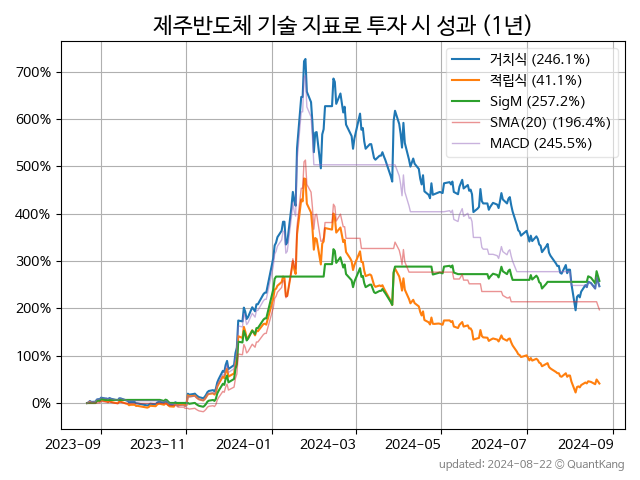 제주반도체 기술 지표로 투자 시 성과 (1년)
거치식 (246.1%)
적립식 (41.1%)
SigM (257.2%)
SMA(20) (196.4%)
MACD (245.5%)
700%
600%
500%
400%
300%
200%
100%
0%
2023-09 2023-11 2024-01 2024-03 2024-05 2024-07 2024-09
updated: 2024-08-22 © QuantKang